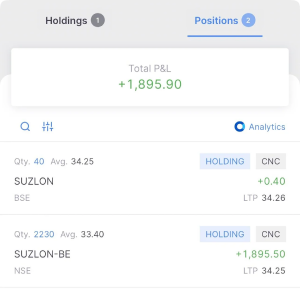 Holdings 1 Positions 2
Total P&L
+1,895.90
Analytics
Qty. 40 Avg. 34.25 HOLDING CNC
SUZLON +0.40
BSE LTP 34.26
Qty. 2230 Avg. 33.40 HOLDING CNC
SUZLON-BE +1,895.50
NSE LTP 34.25